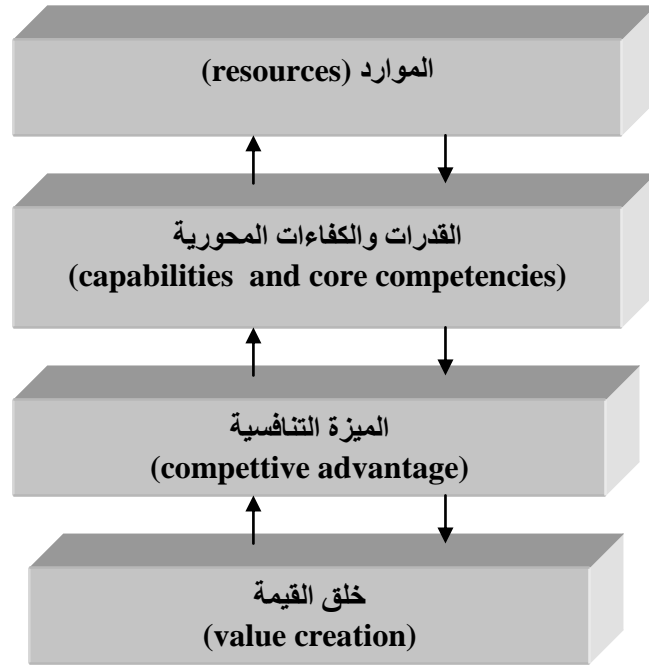 الموارد (resources)
القدرات والكفاءات المحورية
(capabilities and core competencies)
الميزة التنافسية
(compettive advantage)
خلق القيمة
(value creation)